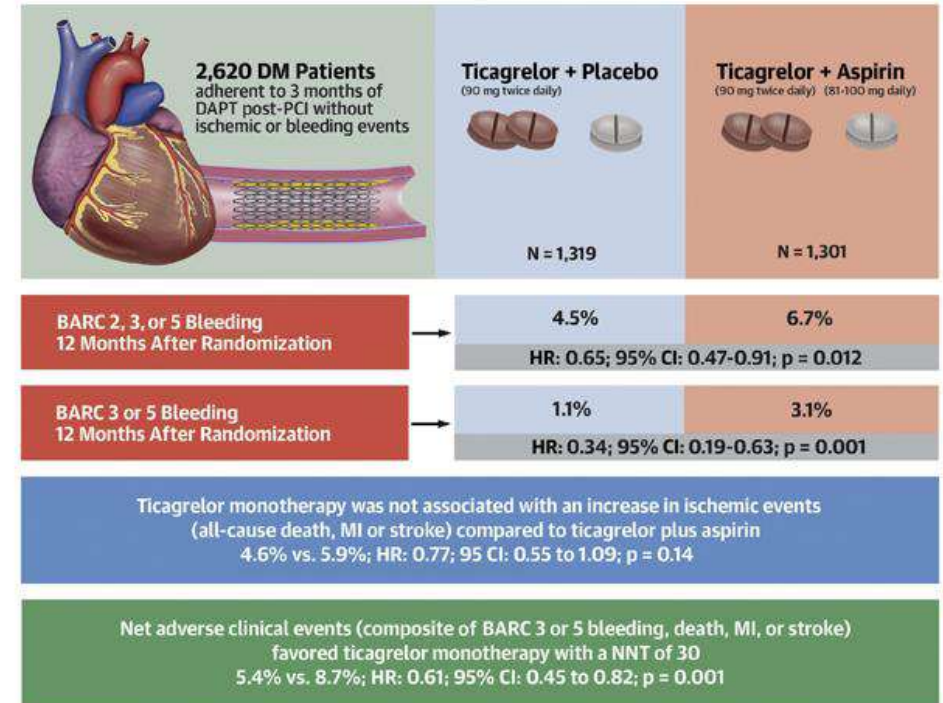 2,620 DM Patients
adherent to 3 months of
DAPT post-PCI without
ischemic or bleeding events
Ticagrelor + Placebo
(90 mg twice daily)
N = 1,319
Ticagrelor + Aspirin
(90 mg twice daily) (81-100 mg daily)
N = 1,301
BARC 2, 3, or 5 Bleeding
12 Months After Randomization
4.5%
6.7%
HR: 0.65; 95% CI: 0.47-0.91; p = 0.012
BARC 3 or 5 Bleeding
12 Months After Randomization
1.1%
3.1%
HR: 0.34; 95% CI: 0.19-0.63; p = 0.001
Ticagrelor monotherapy was not associated with an increase in ischemic events
(all-cause death, MI or stroke) compared to ticagrelor plus aspirin
4.6% vs. 5.9%; HR: 0.77; 95 CI: 0.55 to 1.09; p = 0.14
Net adverse clinical events (composite of BARC 3 or 5 bleeding, death, MI, or stroke)
favored ticagrelor monotherapy with a NNT of 30
5.4% vs. 8.7%; HR: 0.61; 95% CI: 0.45 to 0.82; p = 0.001